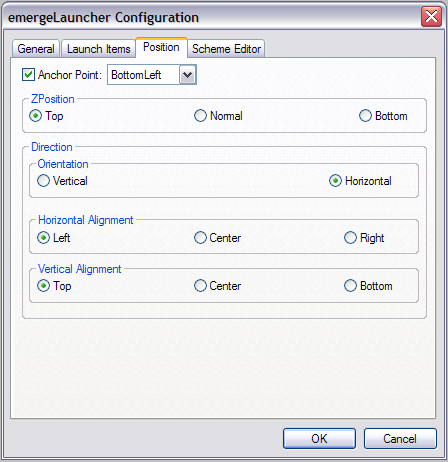 emergeLauncher Configuration
General Launch Items Position Scheme Editor
Anchor Point: BottomLeft
ZPosition
Top Normal Bottom
Direction
Orientation
Vertical Horizontal
Horizontal Alignment
Left Center Right
Vertical Alignment
Top Center Bottom
OK Cancel